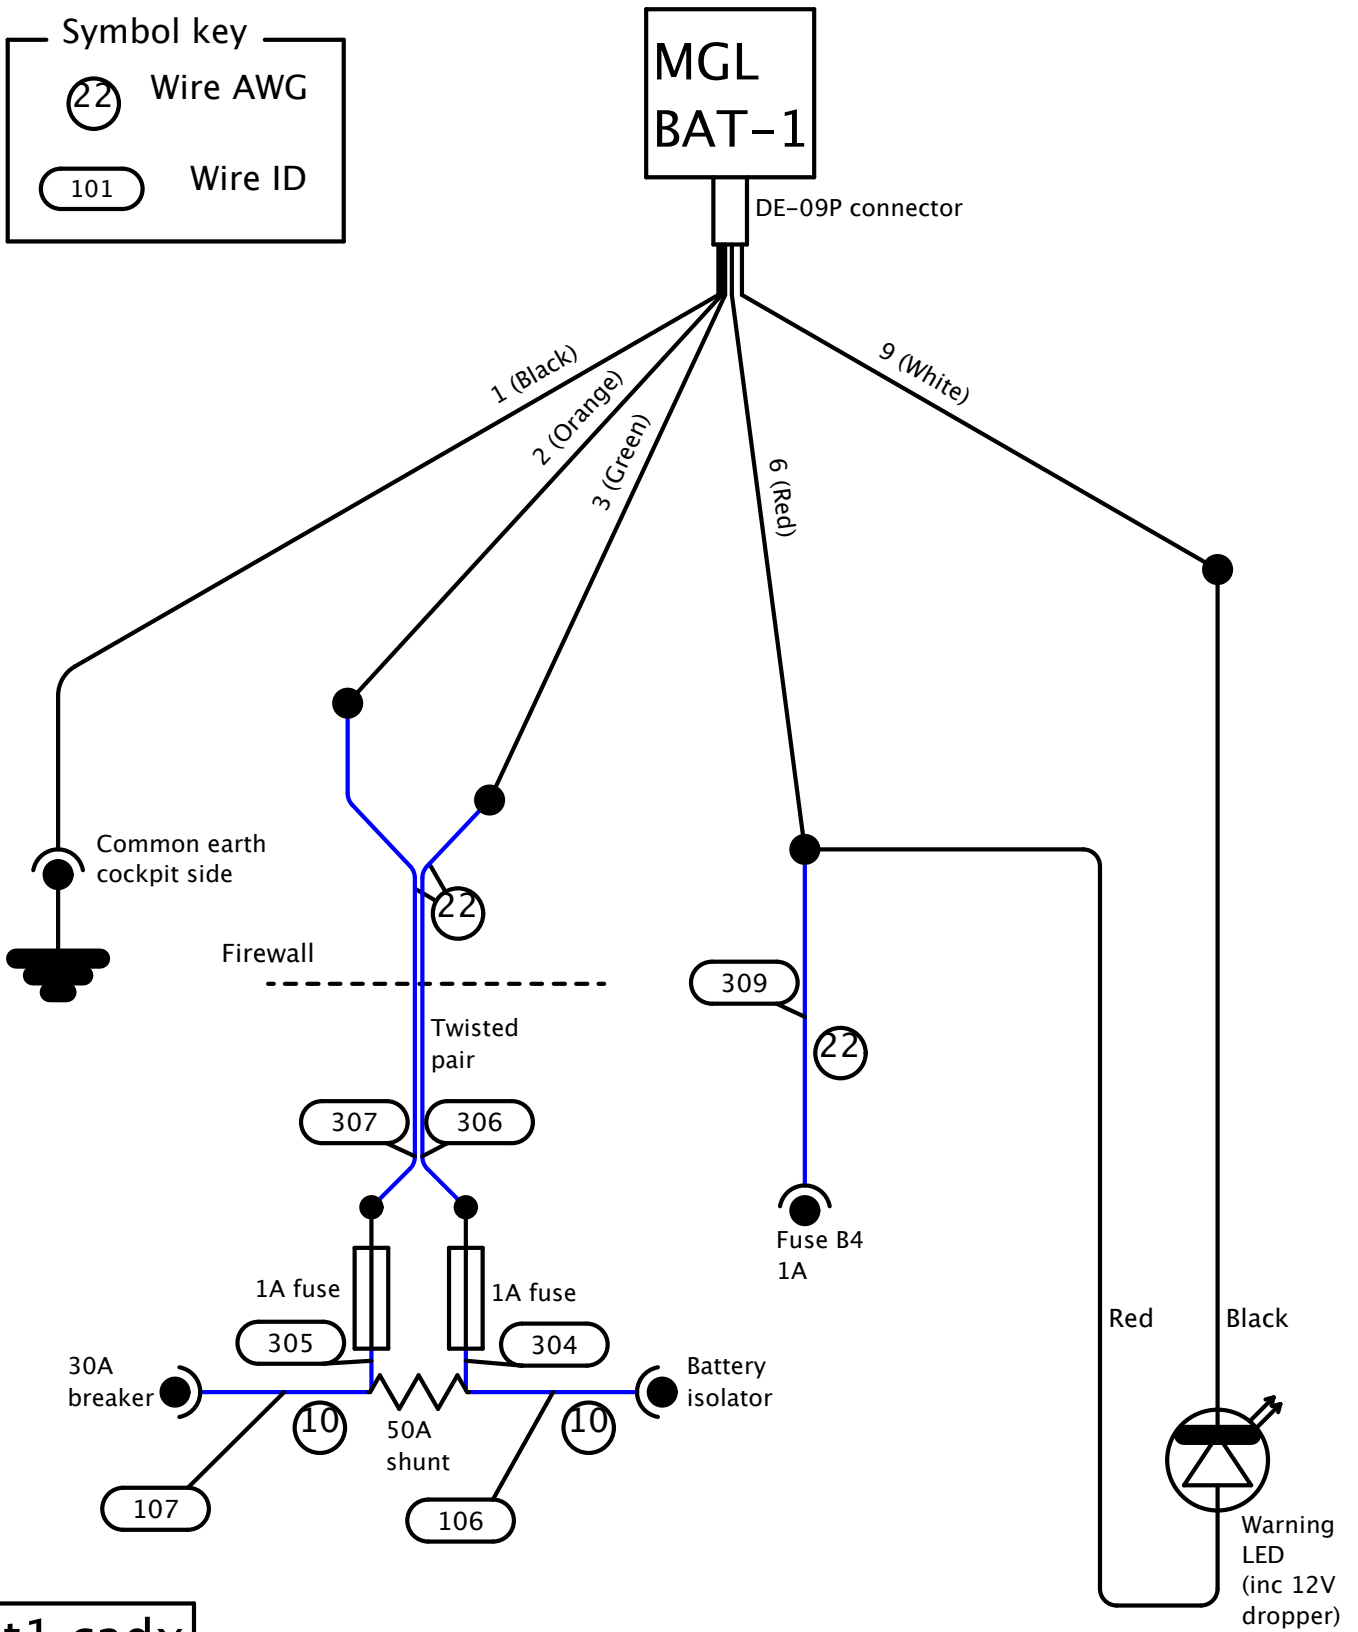 Symbol key
22
Wire AWG
101
Wire ID
MGL
BAT-1
DE-09P connector
1 (Black)
2 (Orange)
3 (Green)
6 (Red)
9 (White)
Common earth
cockpit side
22
Firewall
309
Twisted
pair
22
307
306
Fuse B4
1A
1A fuse
1A fuse
305
304
Red
Black
30A
breaker
Battery
isolator
10
50A
shunt
10
107
106
Warning
LED
(inc 12V
dropper)